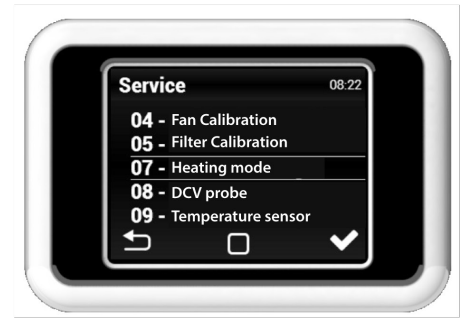 Service 08:22
04 - Fan Calibration
05 - Filter Calibration
07 - Heating mode
08 - DCV probe
09 - Temperature sensor